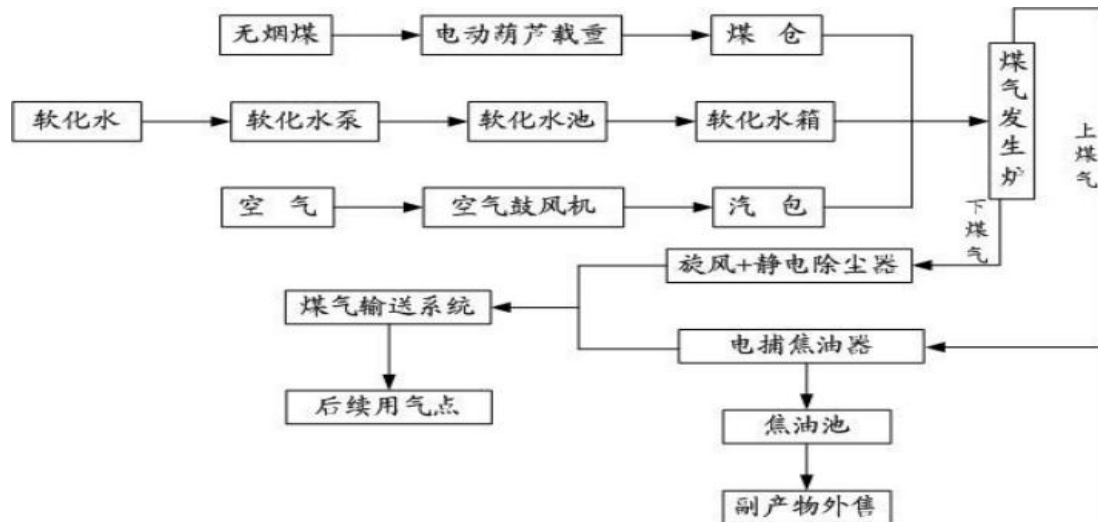 无烟煤
电动葫芦载重
煤仓
软化水
软化水泵
软化水池
软化水箱
空气
空气鼓风机
汽包
煤气发生炉
上煤气
下煤气
旋风+静电除尘器
煤气输送系统
电捕焦油器
后续用气点
焦油池
副产物外售